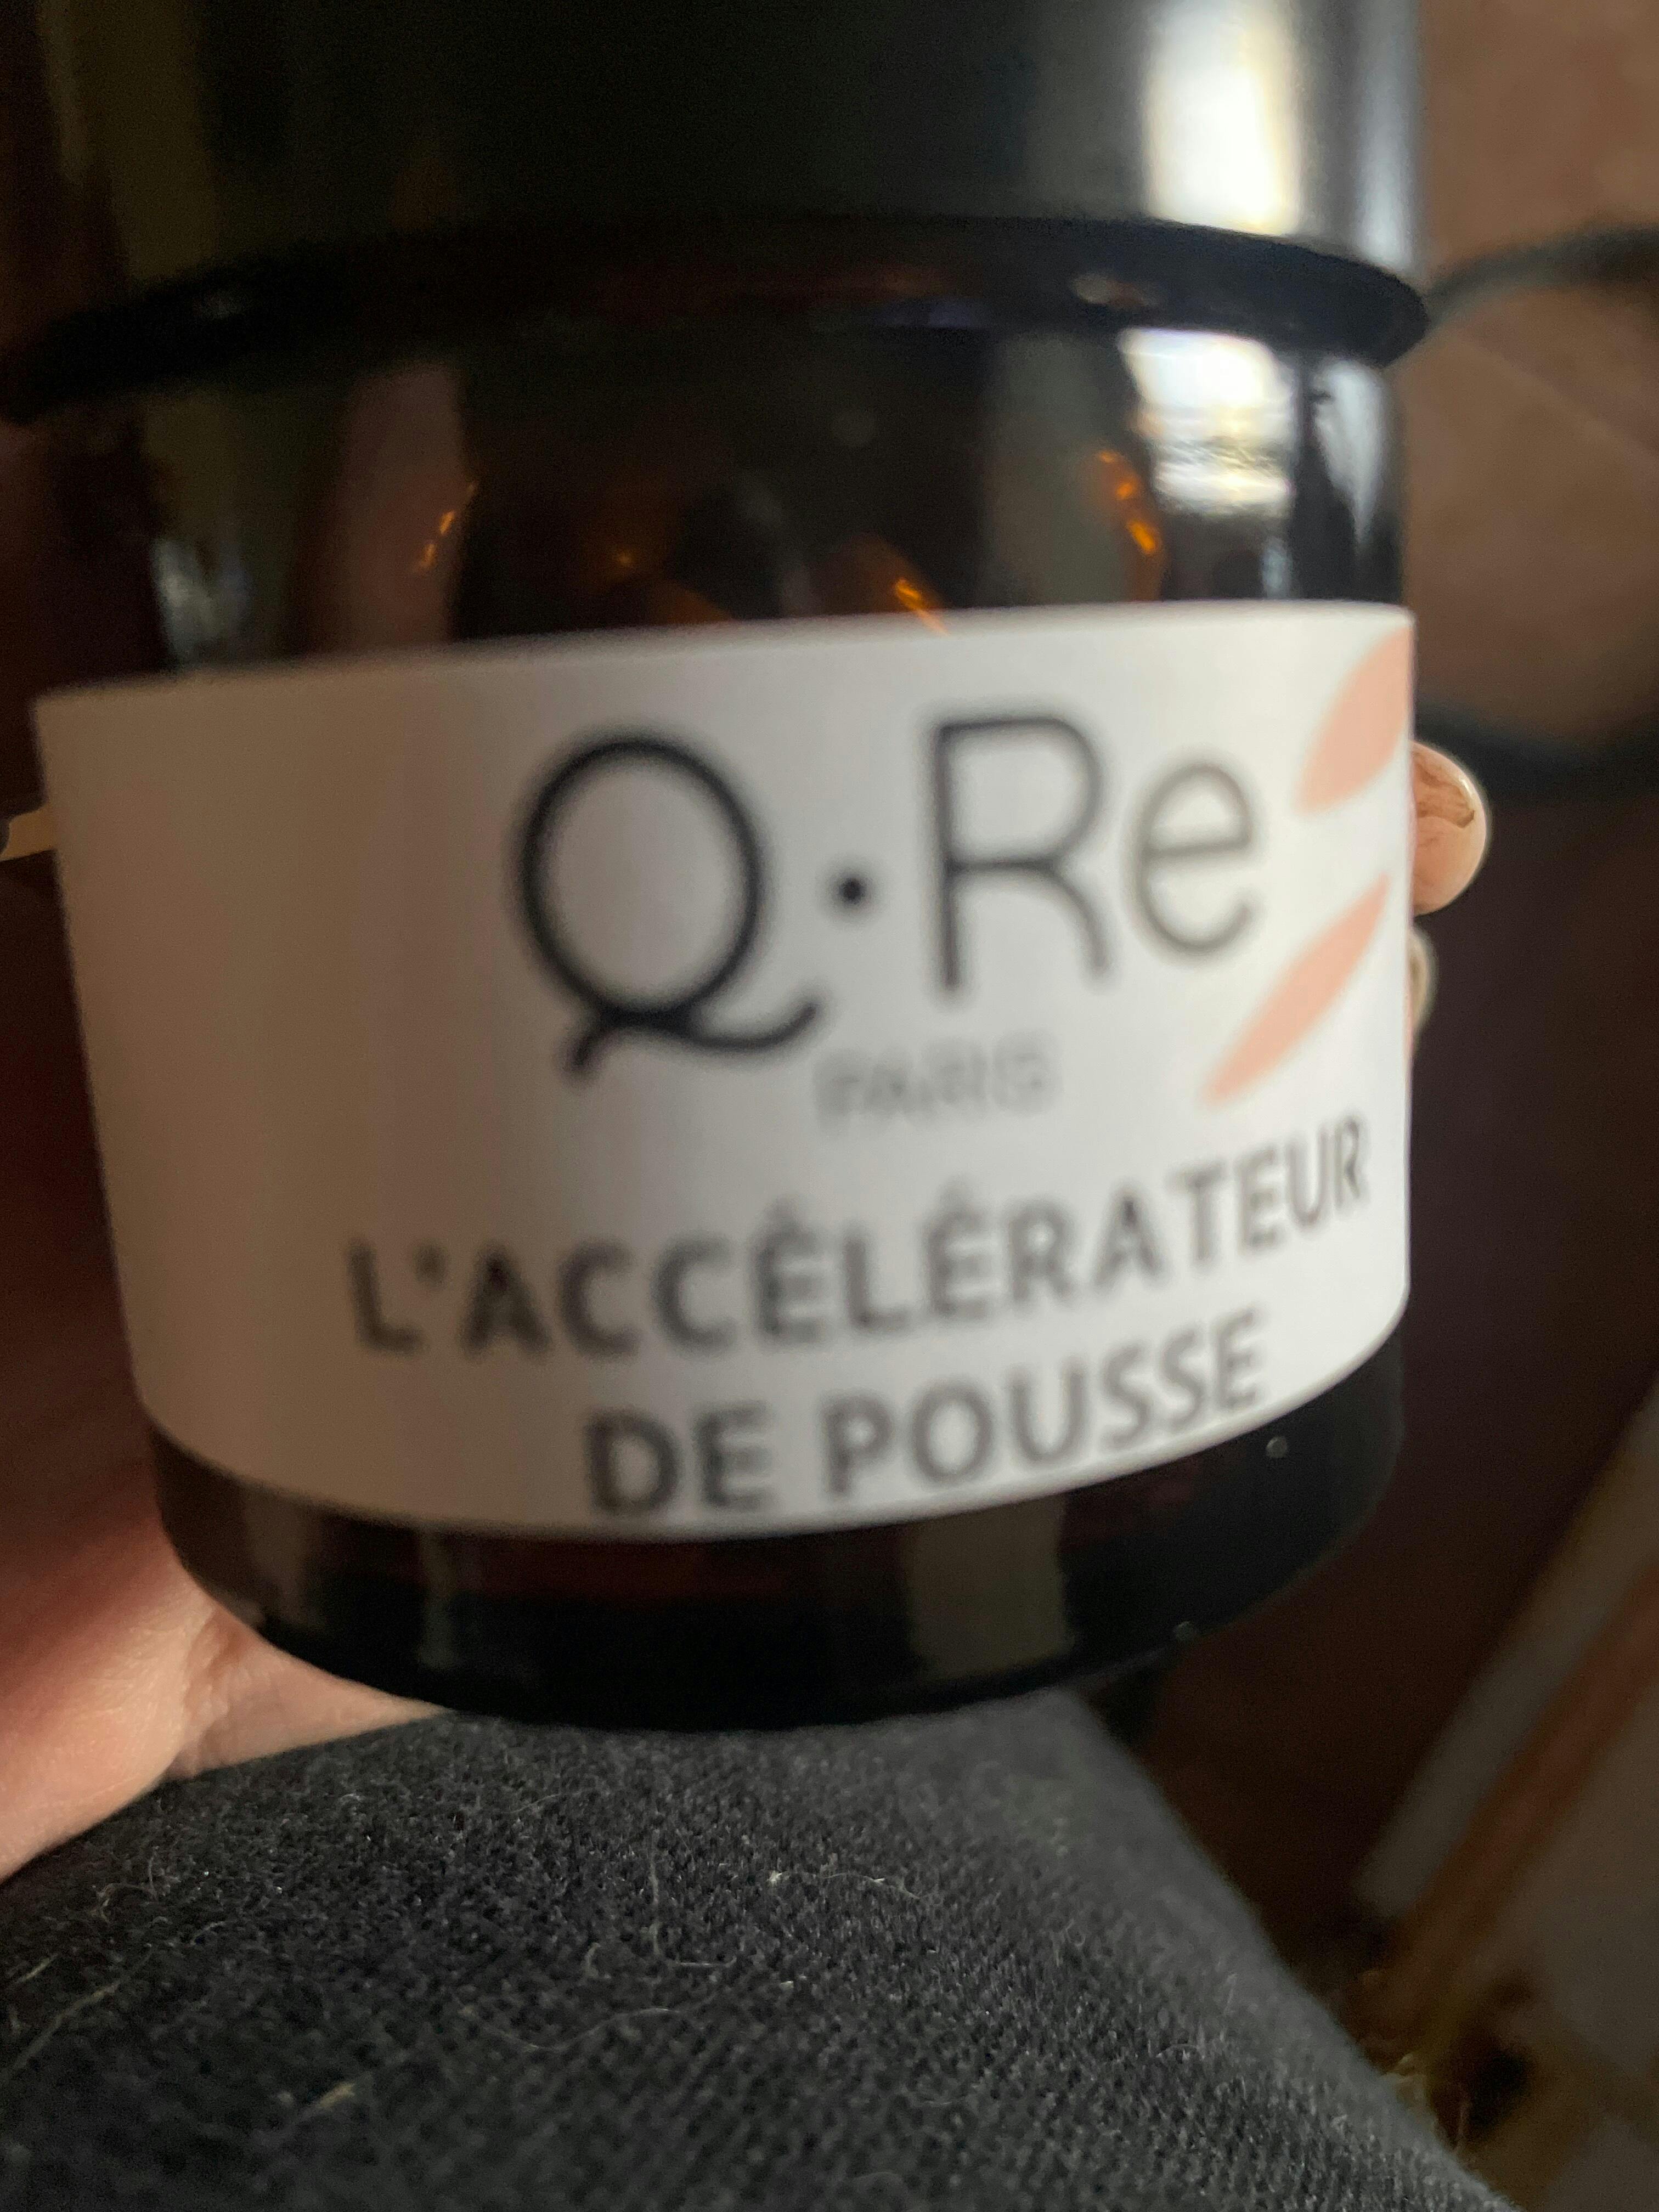 Q•Re
PARIS
L'ACCÉLÉRATEUR
DE POUSSE